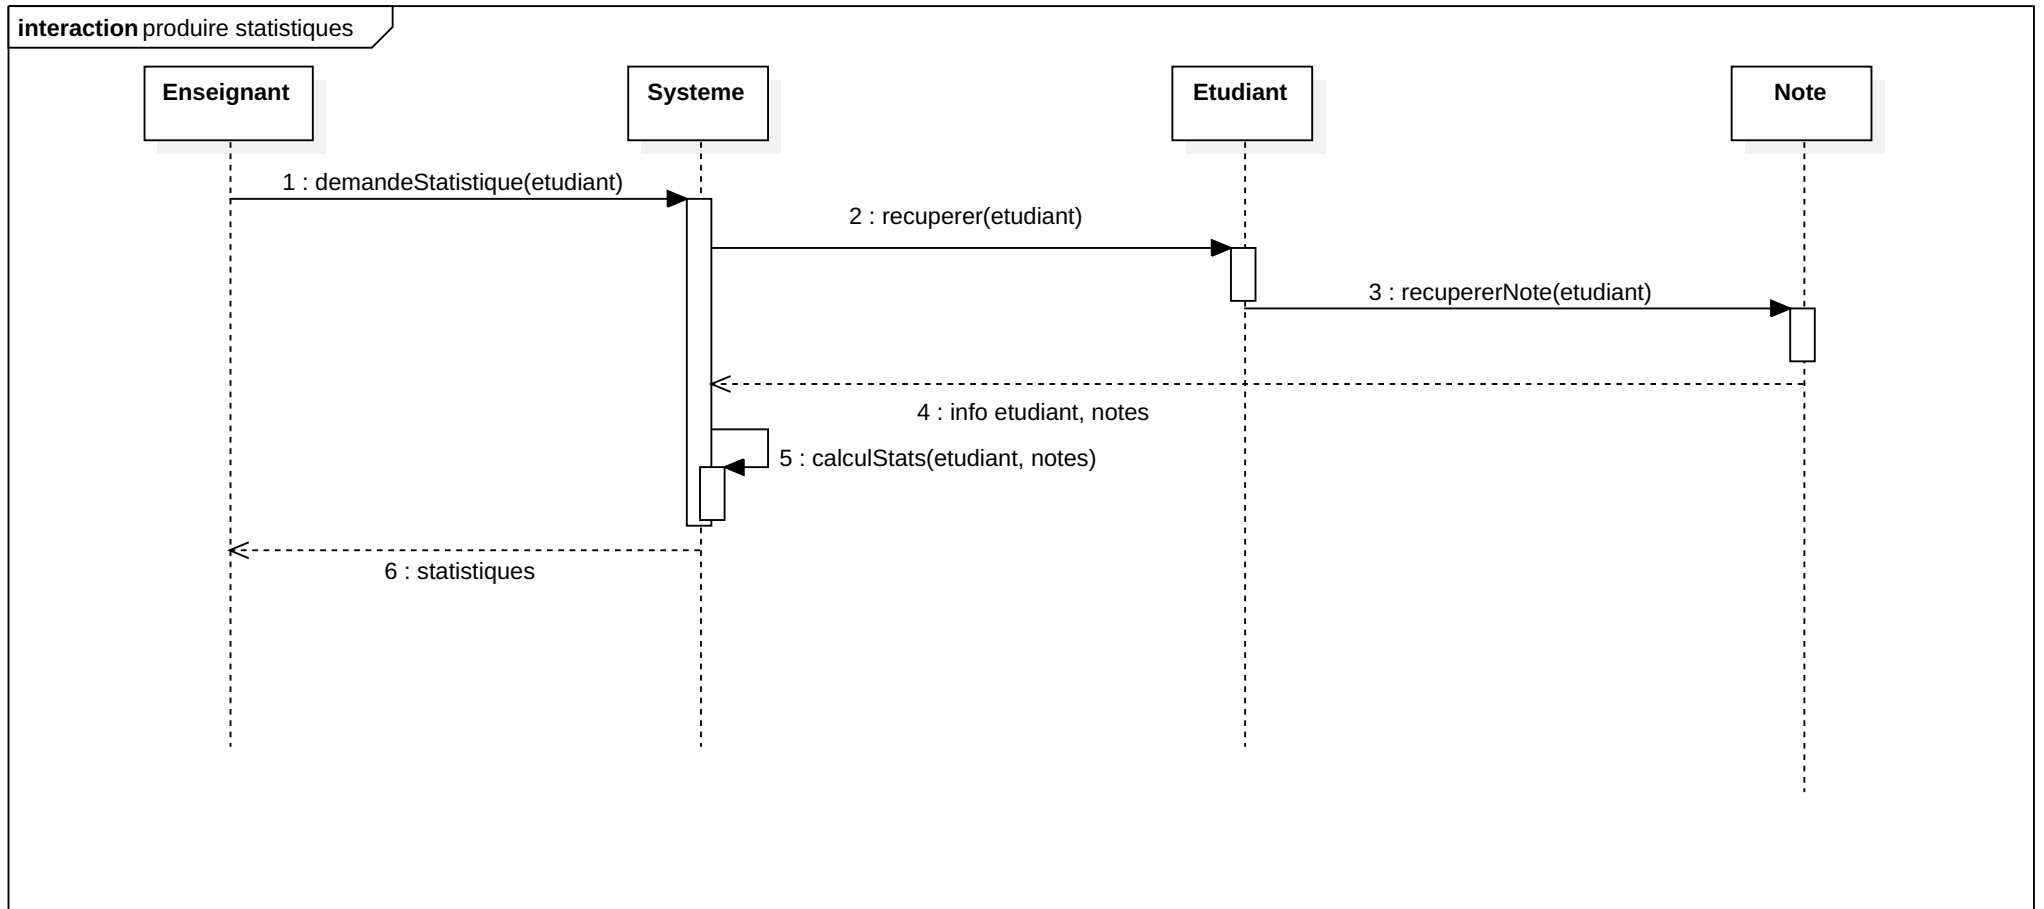 interaction produire statistiques
Enseignant
Systeme
Etudiant
Note
1 : demandeStatistique(etudiant)
2 : recuperer(etudiant)
3 : recupererNote(etudiant)
4 : info etudiant, notes
5 : calculStats(etudiant, notes)
6 : statistiques